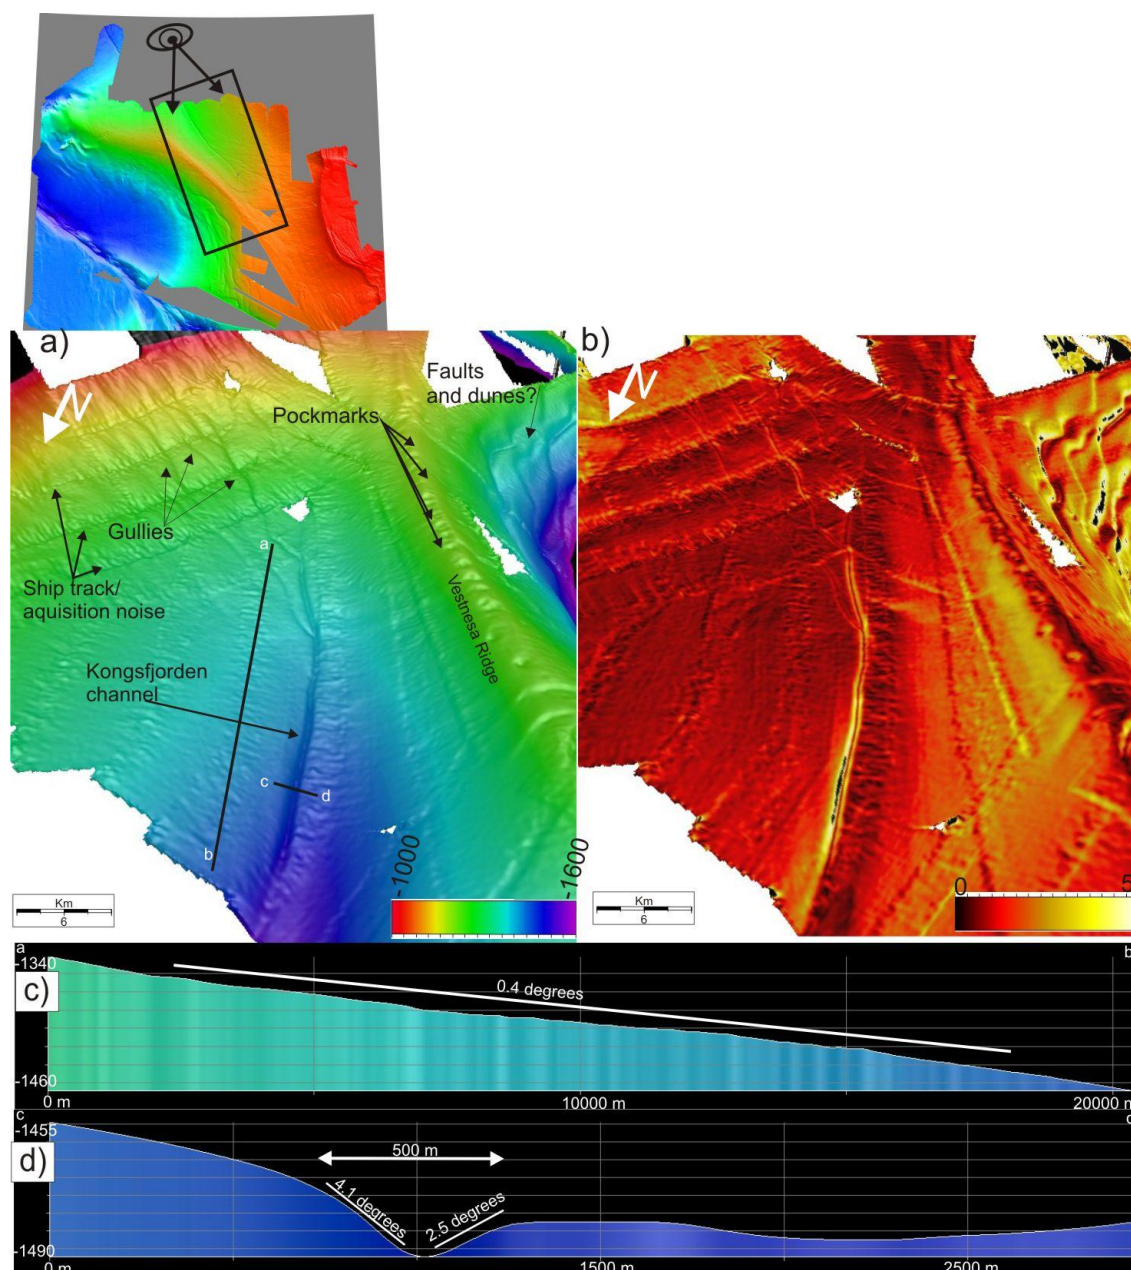 a)
b)
N
N
Faults
and dunes?
Pockmarks
Gullies
a
Ship track/
aquisition noise
Vestnesa Ridge
Kongsfjorden
channel
c
d
b
-1000
-1600
0
5
Km
6
Km
6
a
b
-1340
c)
0.4 degrees
-1460
0 m
10000 m
20000 m
c
-1455
d)
500 m
4.1 degrees
2.5 degrees
-1490
0 m
1500 m
2500 m